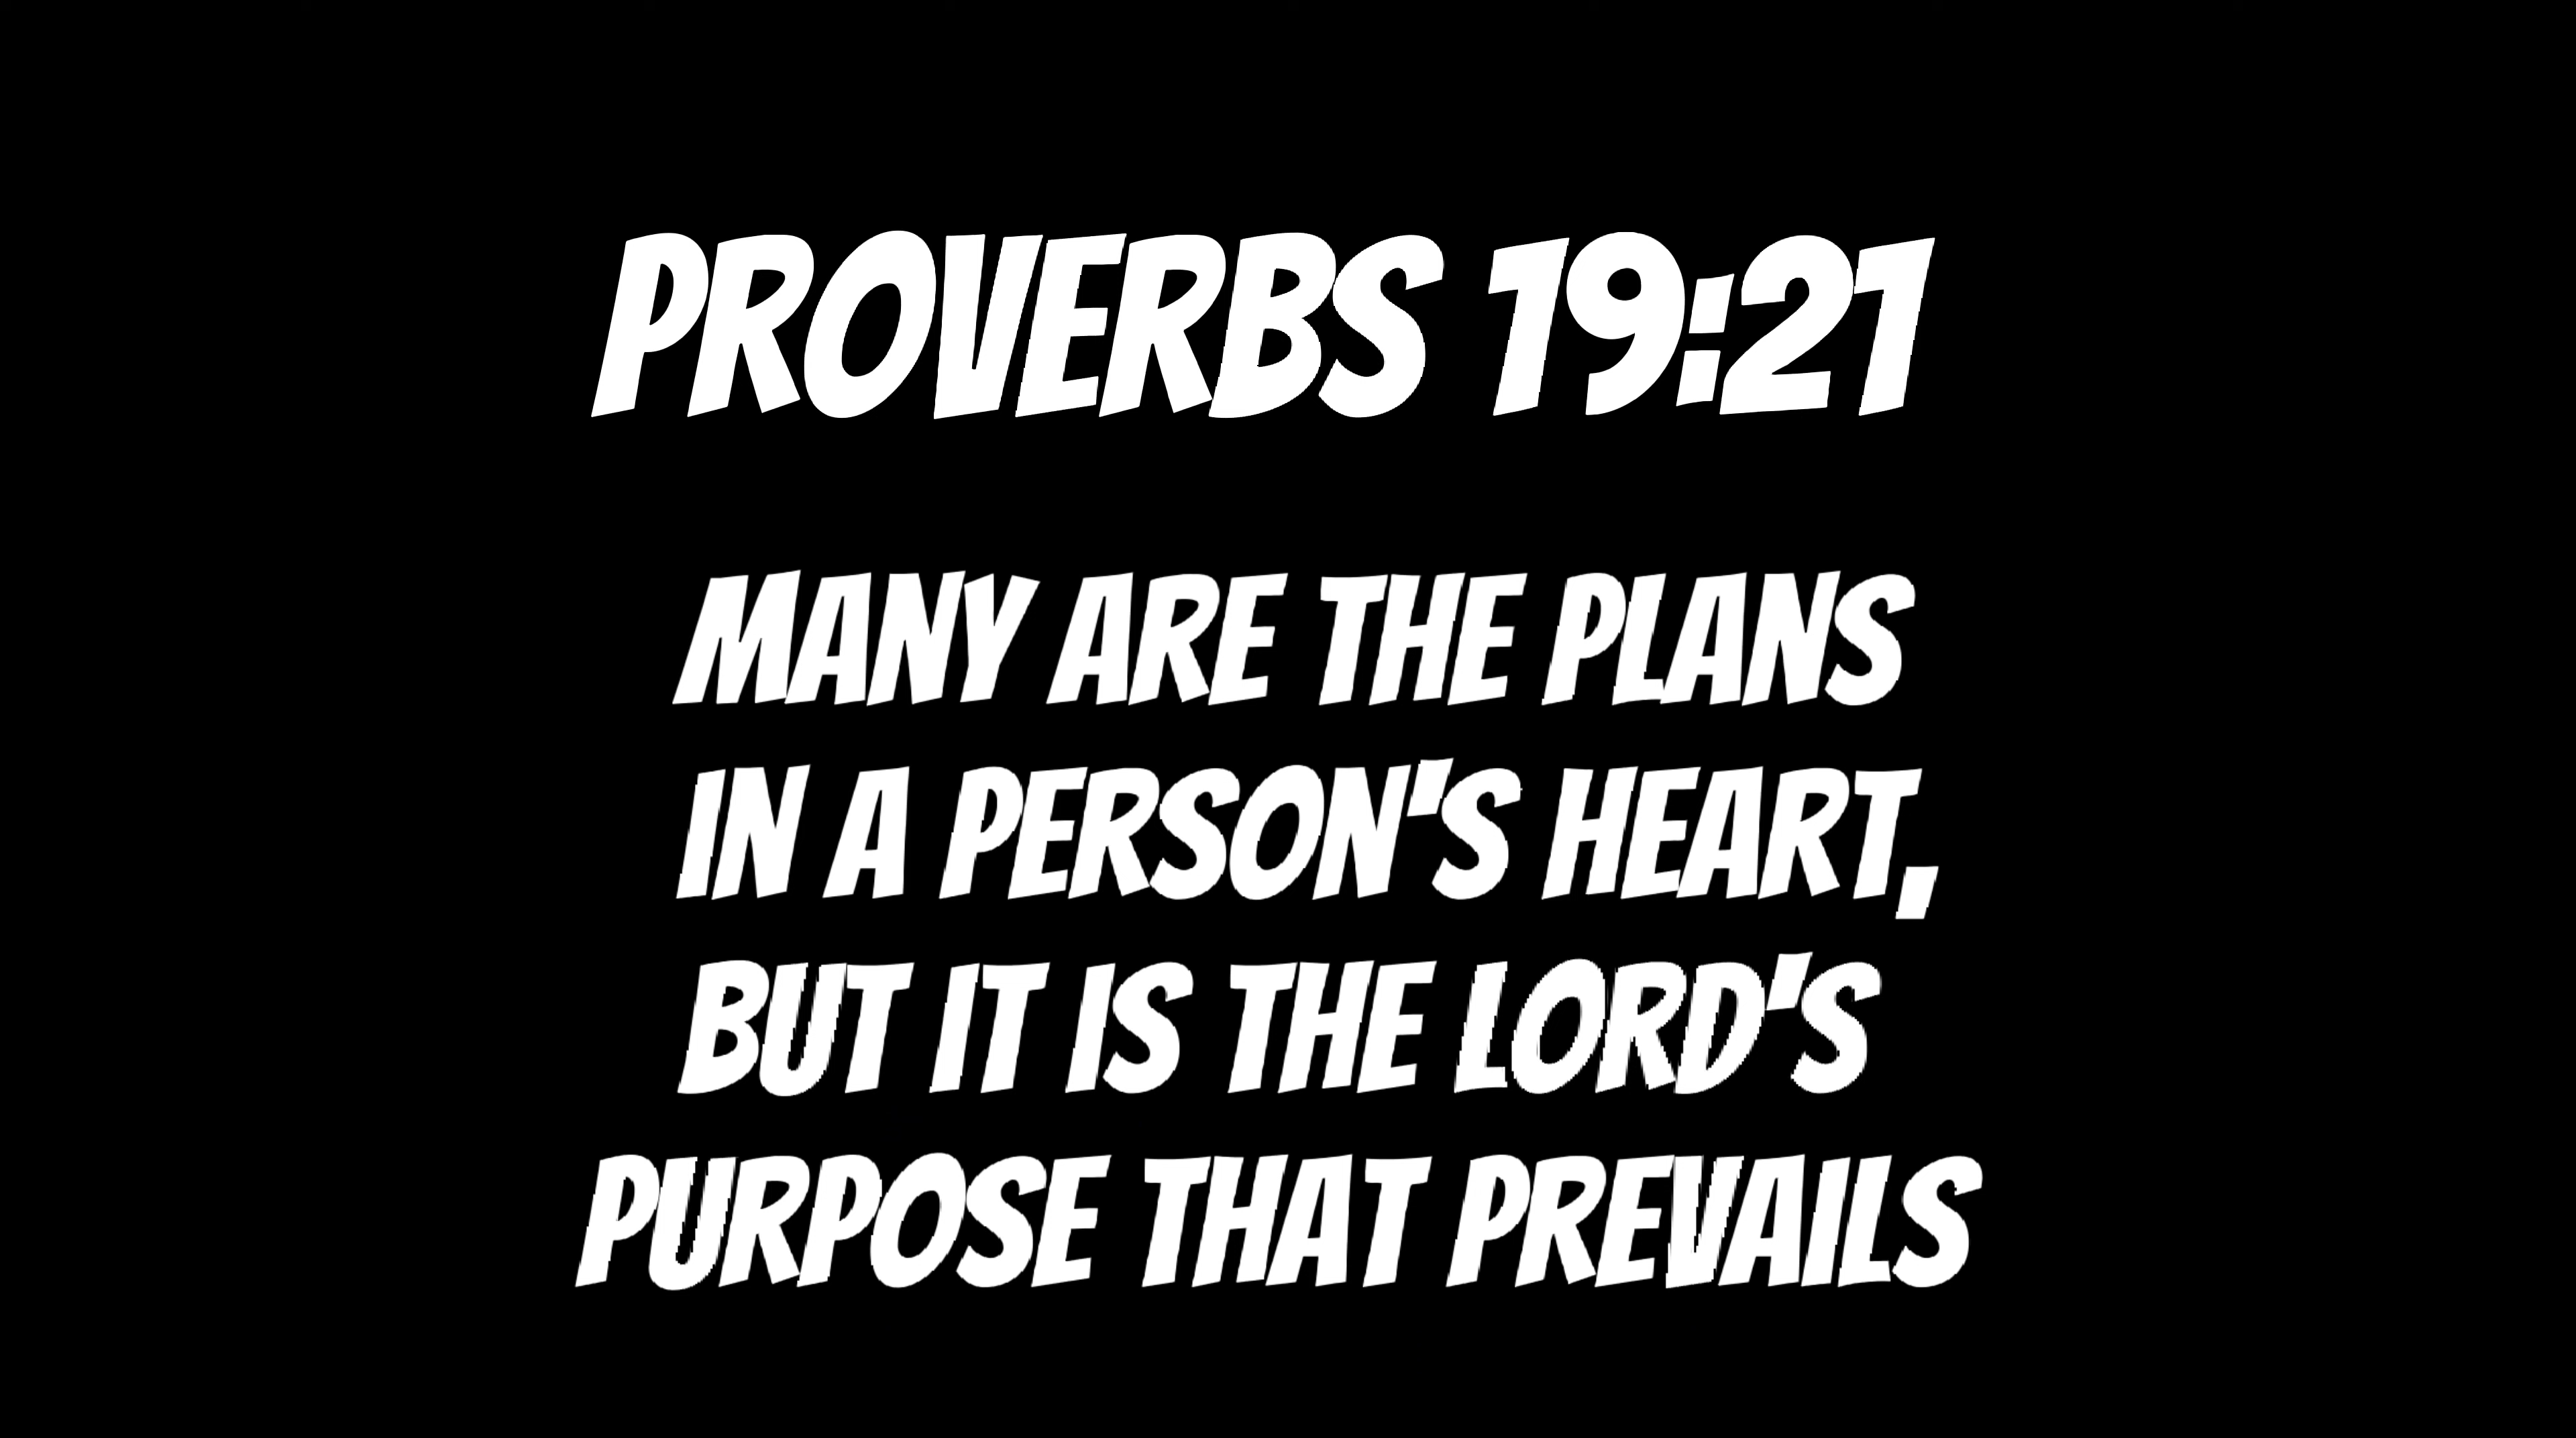 PROVERBS 19:21
MANY ARE THE PLANS
IN A PERSON'S HEART,
BUT IT IS THE LORD'S
PURPOSE THAT PREVAILS